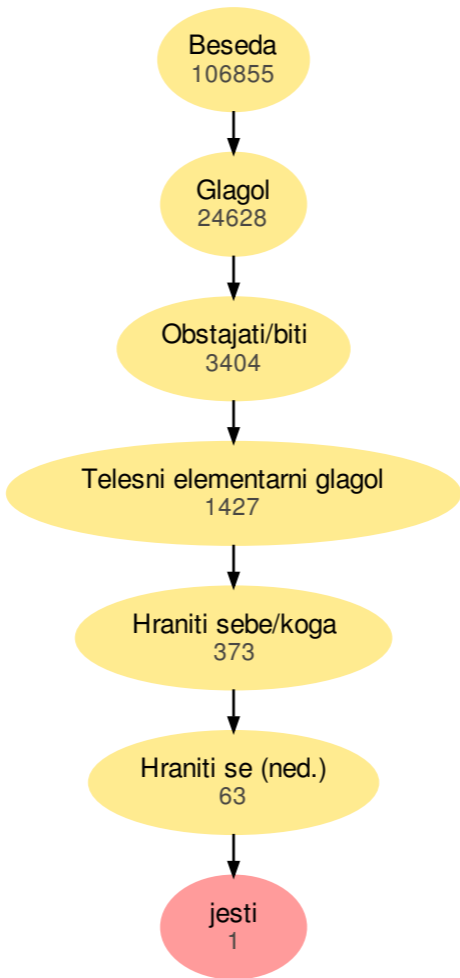 Beseda
106855
Glagol
24628
Obstajati/biti
3404
Telesni elementarni glagol
1427
Hraniti sebe/koga
373
Hraniti se (ned.)
63
jesti
1